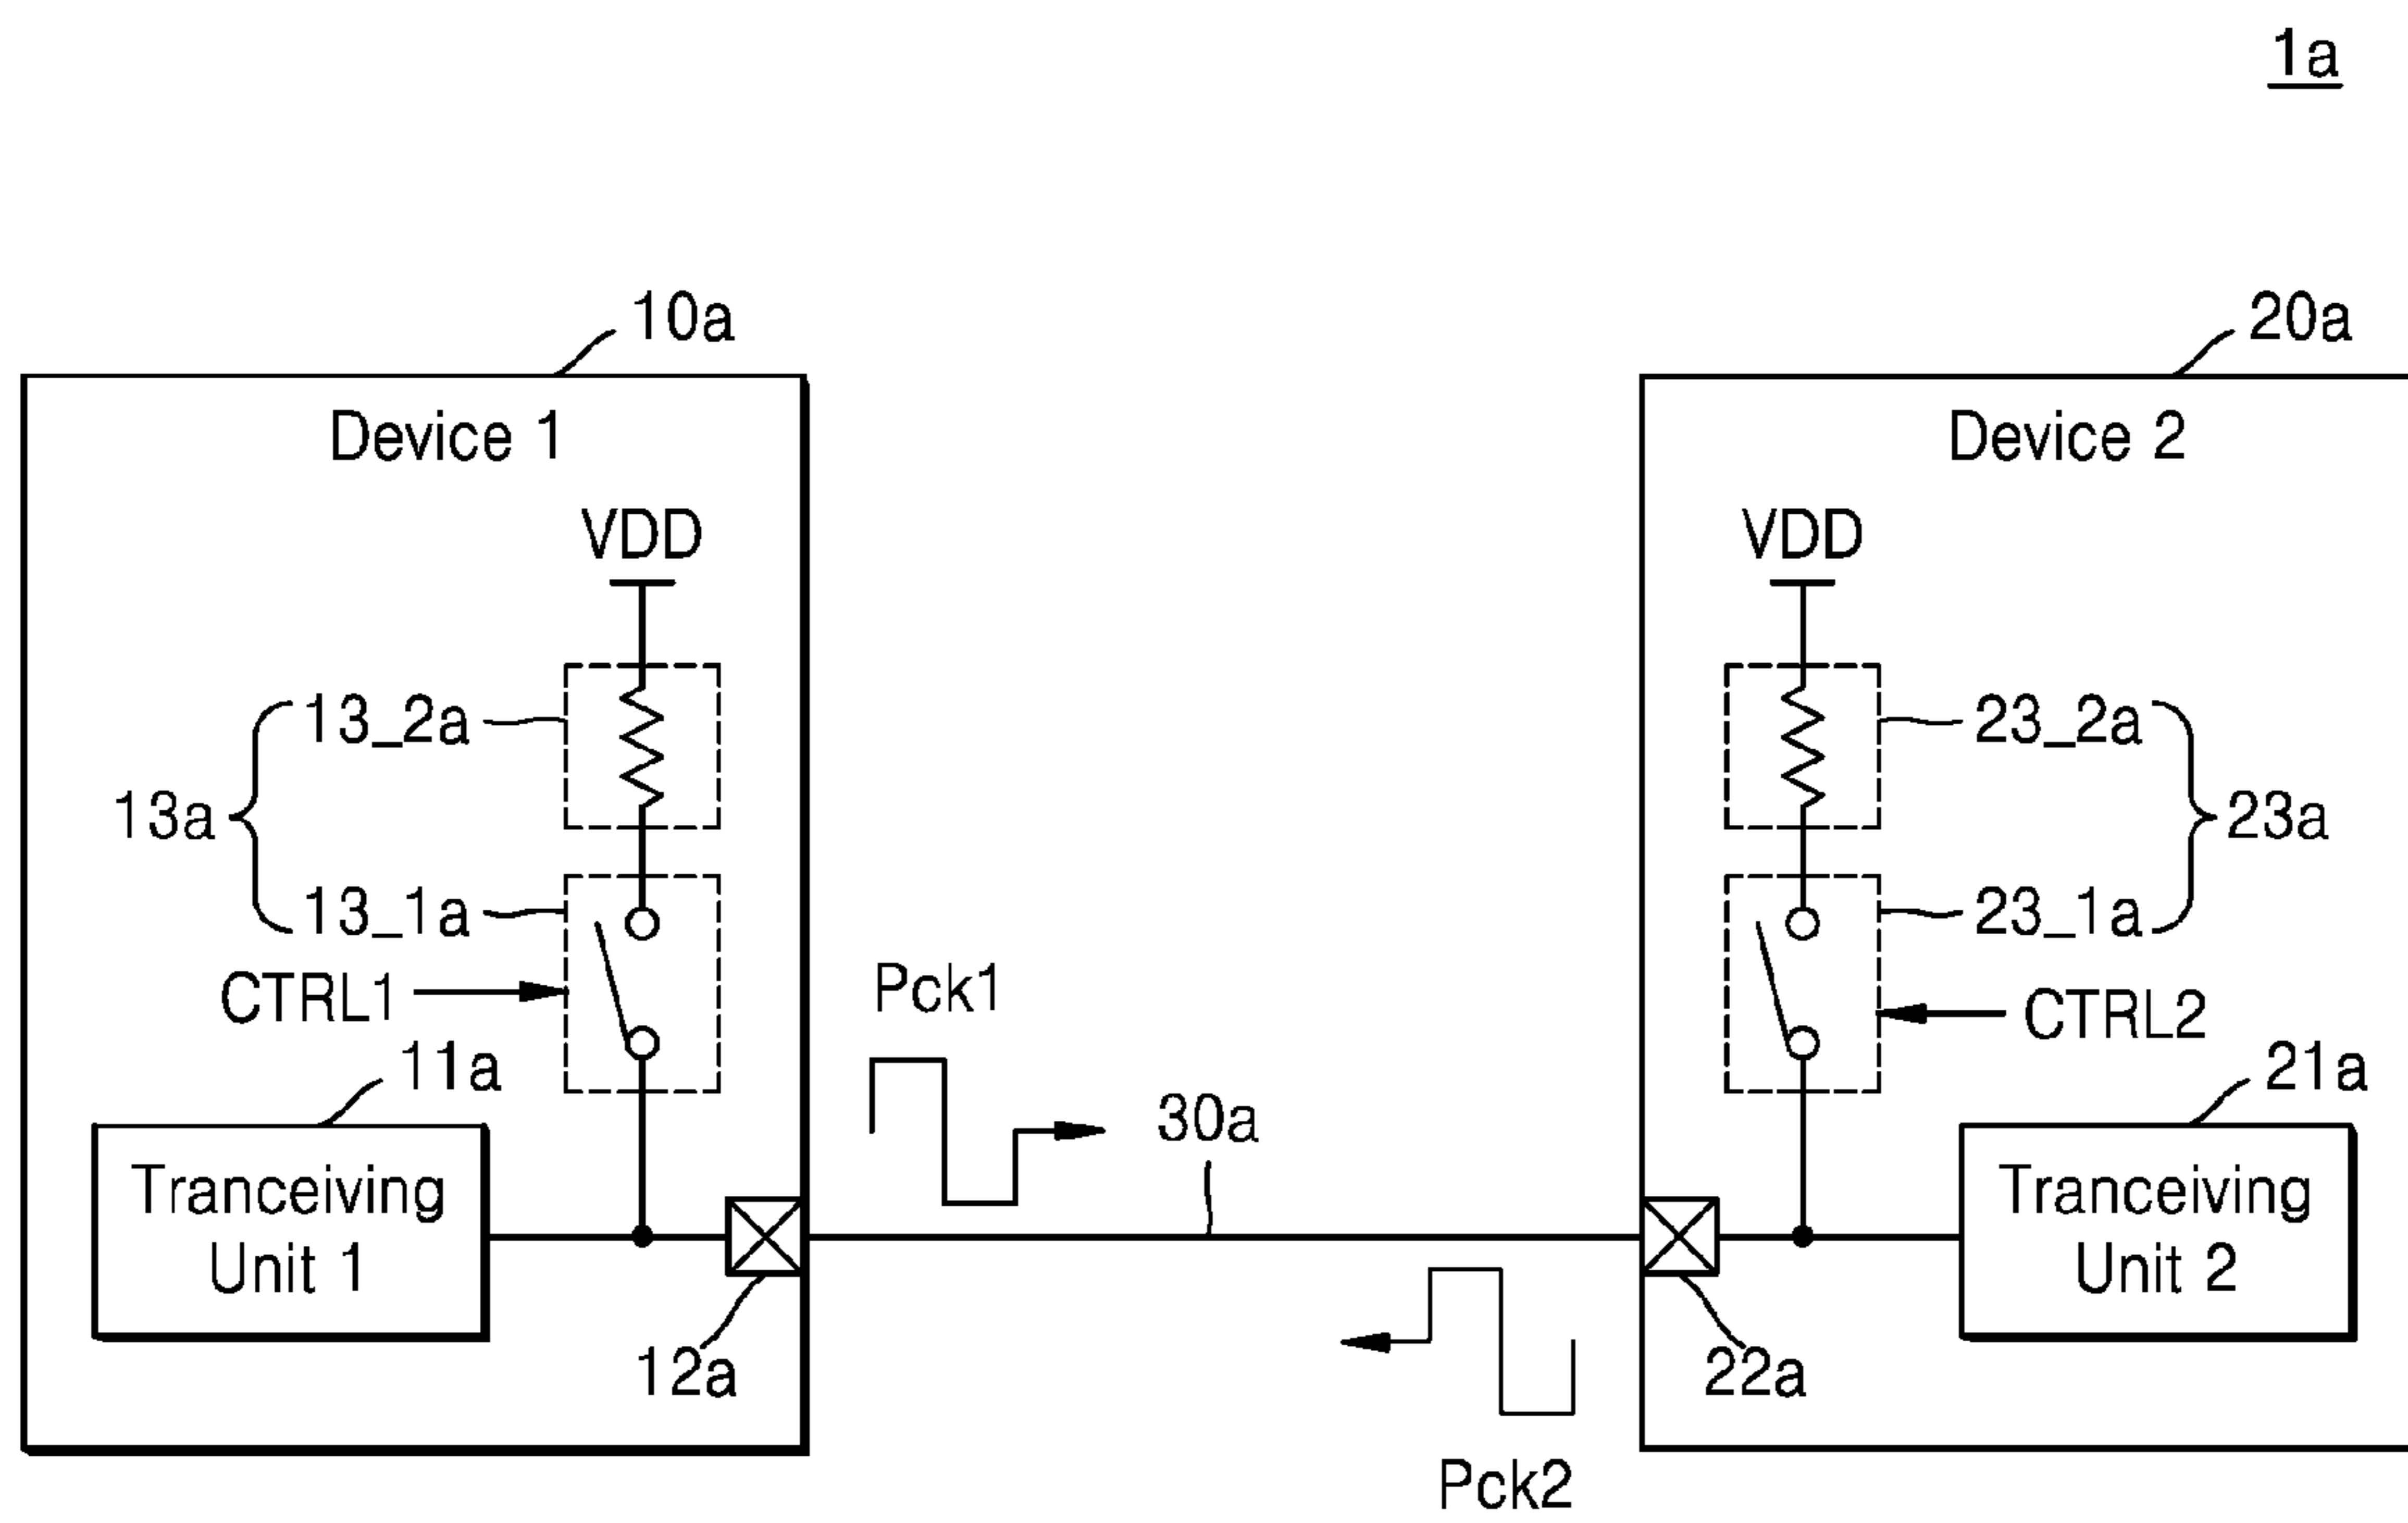 1a
10a
20a
Device 1
Device 2
VDD
VDD
13_2a
23_2a
13a
23a
13_1a
23_1a
CTRL1
Pck1
CTRL2
11a
30a
21a
Tranceiving
Unit 1
Tranceiving
Unit 2
12a
22a
Pck2